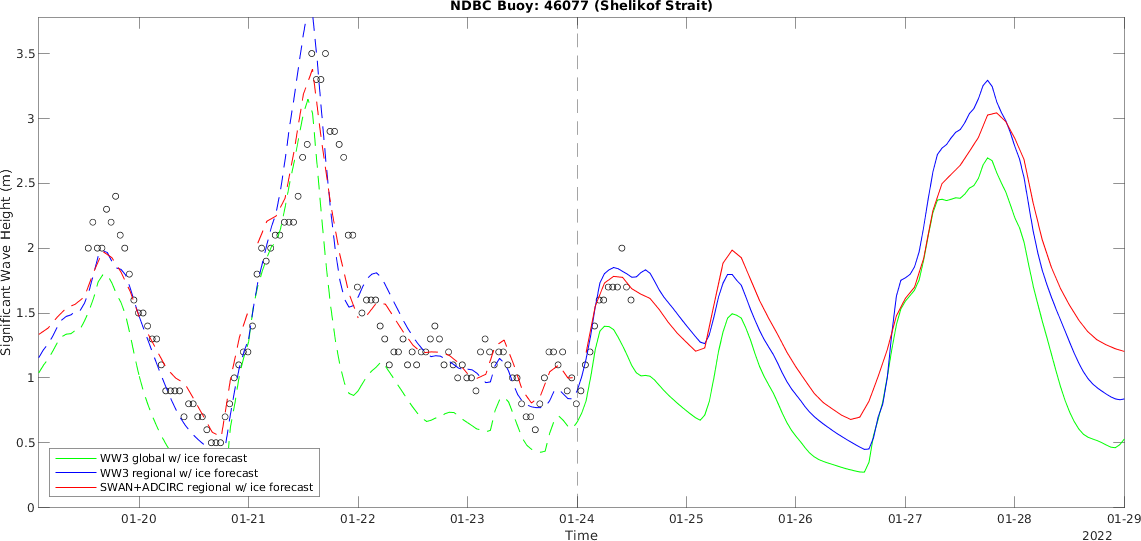 NDBC Buoy: 46077 (Shelikof Strait)
3.5
3
2.5
2
1.5
1
0.5
0
Significant Wave Height (m)
WW3 global w/ ice forecast
WW3 regional w/ ice forecast
SWAN+ADCIRC regional w/ ice forecast
01-20 01-21 01-22 01-23 01-24 01-25 01-26 01-27 01-28 01-29
Time
2022